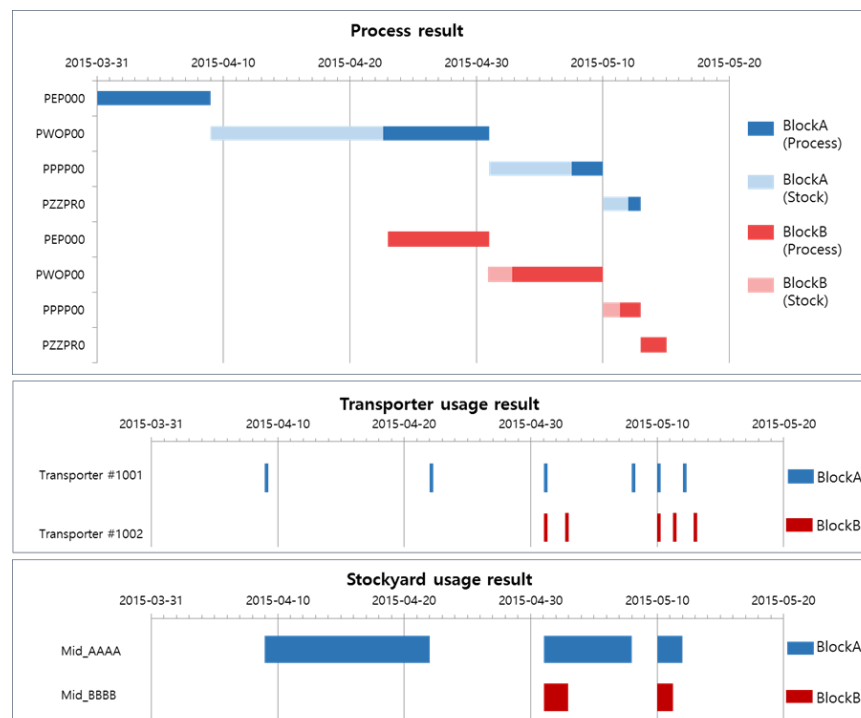 Process result
2015-03-31 2015-04-10 2015-04-20 2015-04-30 2015-05-10 2015-05-20
PEP000
PWOP00
PPPP00
PZZPR0
PEP000
PWOP00
PPPP00
PZZPR0
BlockA
(Process)
BlockA
(Stock)
BlockB
(Process)
BlockB
(Stock)
Transporter usage result
2015-03-31 2015-04-10 2015-04-20 2015-04-30 2015-05-10 2015-05-20
Transporter #1001
BlockA
Transporter #1002
BlockB
Stockyard usage result
2015-03-31 2015-04-10 2015-04-20 2015-04-30 2015-05-10 2015-05-20
Mid_AAAA
BlockA
Mid_BBBB
BlockB